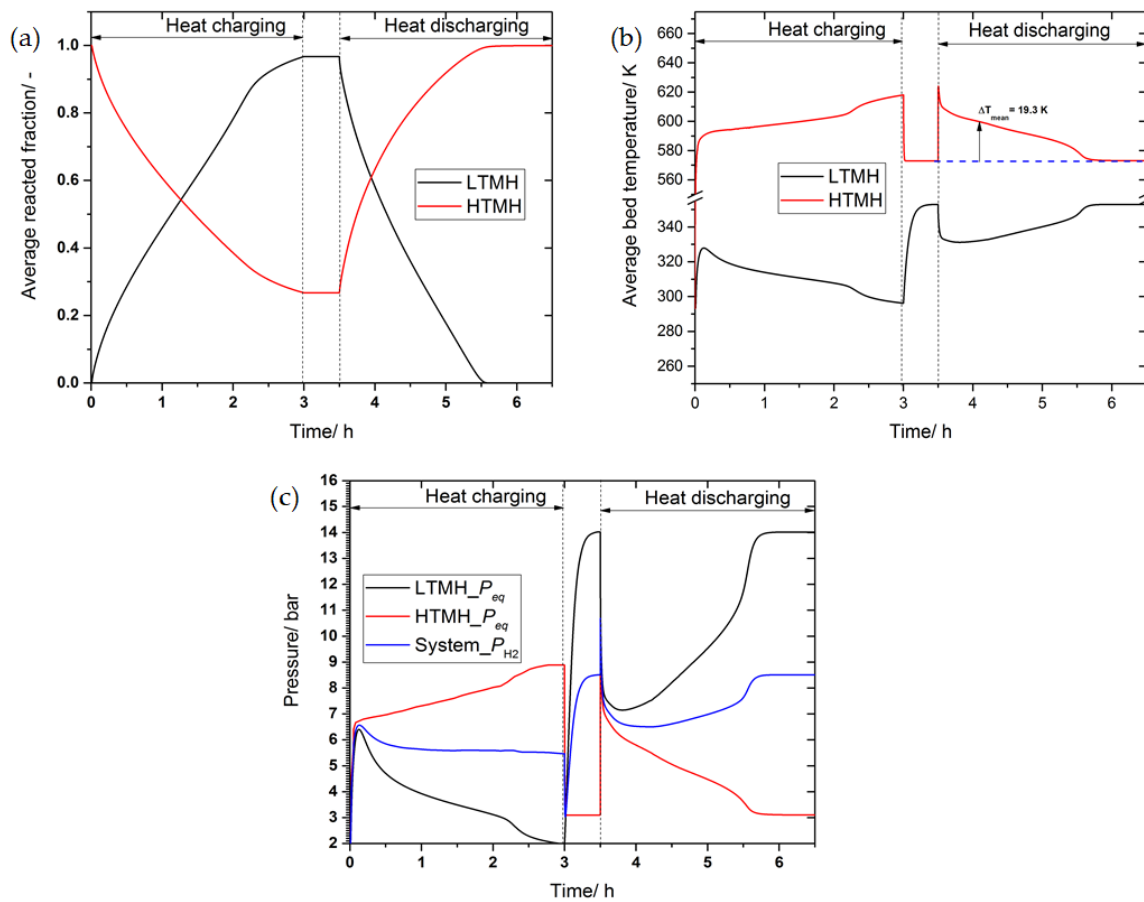 (a)
Heat charging
Heat discharging
1.0
0.8
0.6
0.4
0.2
0.0
Average reacted fraction/ -
LTMH
HTMH
0 1 2 3 4 5 6
Time/ h
(b)
Heat charging
Heat discharging
660
640
620
600
580
560
340
320
300
280
260
Average bed temperature/ K
ΔTmean = 19.3 K
LTMH
HTMH
0 1 2 3 4 5 6
Time/ h
(c)
Heat charging
Heat discharging
16
15
14
13
12
11
10
9
8
7
6
5
4
3
2
Pressure/ bar
LTMH_Peq
HTMH_Peq
System_PH2
0 1 2 3 4 5 6
Time/ h